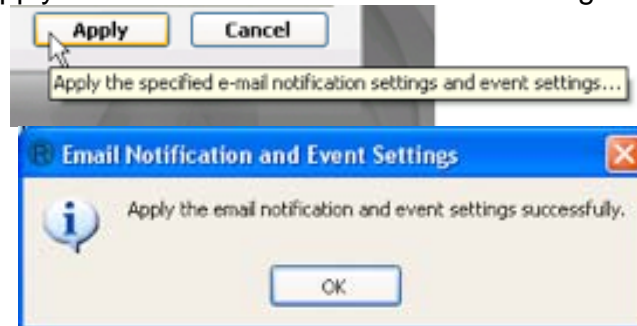 Apply Cancel
Apply the specified e-mail notification settings and event settings...
Email Notification and Event Settings
Apply the email notification and event settings successfully.
OK